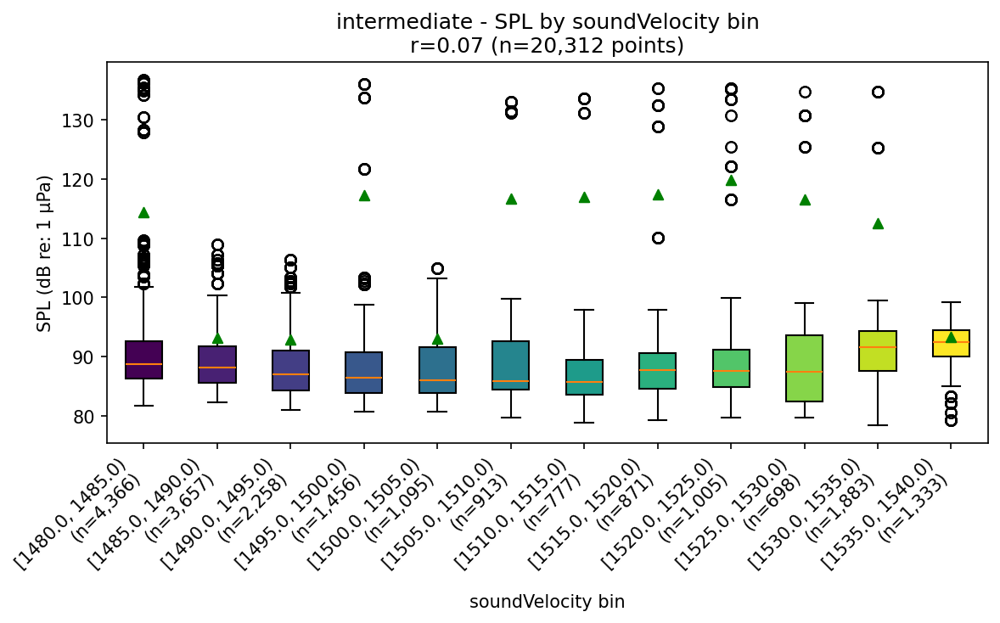 intermediate - SPL by soundVelocity bin
r=0.07 (n=20,312 points)
SPL (dB re: 1 μPa)
130
120
110
100
90
80
[1480.0, 1485.0)
(n=4,366)
[1485.0, 1490.0)
(n=3,657)
[1490.0, 1495.0)
(n=2,258)
[1495.0, 1500.0)
(n=1,456)
[1500.0, 1505.0)
(n=1,095)
[1505.0, 1510.0)
(n=913)
[1510.0, 1515.0)
(n=777)
[1515.0, 1520.0)
(n=871)
[1520.0, 1525.0)
(n=1,005)
[1525.0, 1530.0)
(n=698)
[1530.0, 1535.0)
(n=1,883)
[1535.0, 1540.0)
(n=1,333)
soundVelocity bin